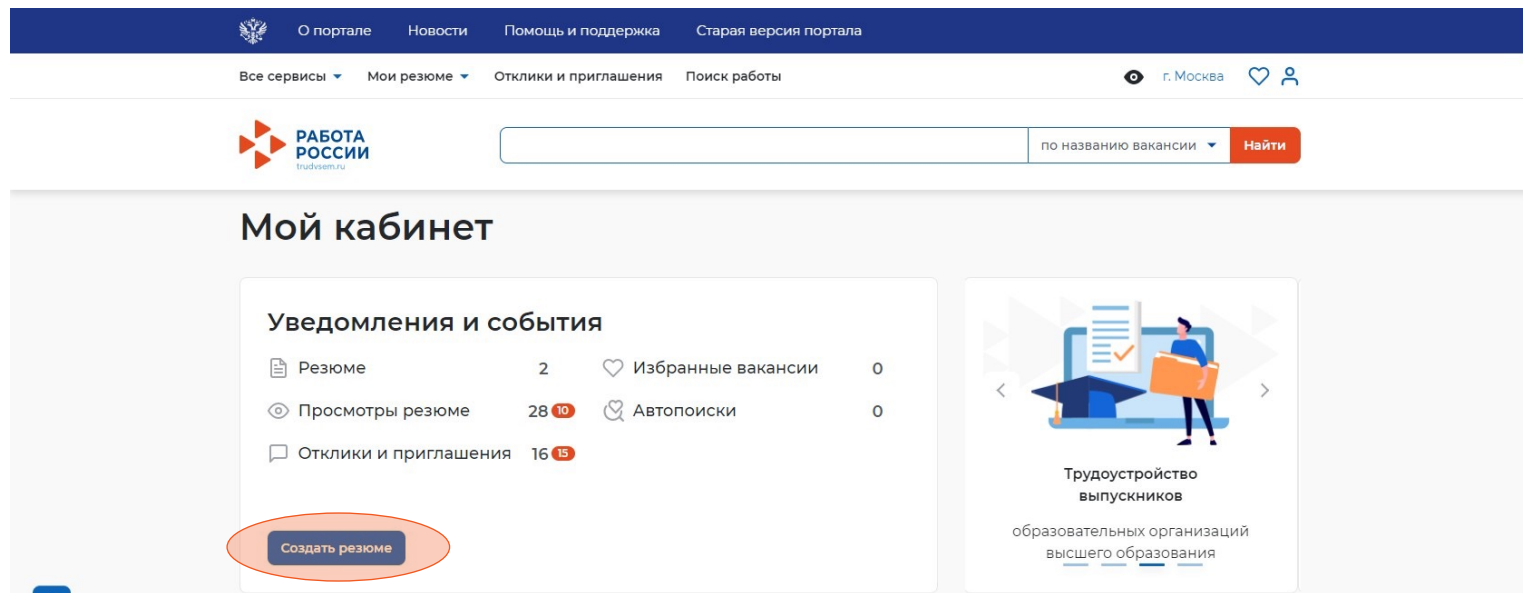 О портале Новости Помощь и поддержка Старая версия портала
Все сервисы Мои резюме Отклики и приглашения Поиск работы г. Москва
РАБОТА
РОССИИ
trudvsem.ru
по названию вакансии Найти
Мой кабинет
Уведомления и события
Резюме 2 Избранные вакансии 0
Просмотры резюме 28 10 Автопоиски 0
Отклики и приглашения 16 15
Создать резюме
Трудоустройство
выпускников
образовательных организаций
высшего образования